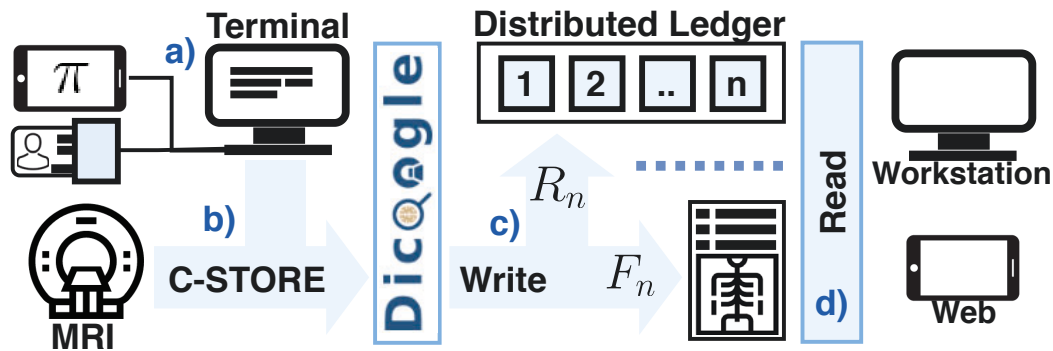 a)
Terminal
π
Distributed Ledger
1 2 .. n
Workstation
Dicoogle
b)
C-STORE
MRI
c)
Write
R_n
F_n
Read
d)
Web